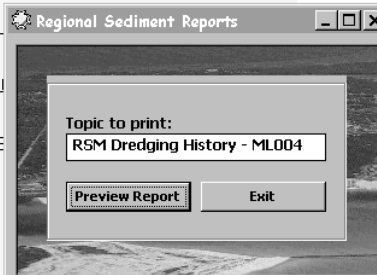 Regional Sediment Reports
Topic to print:
RSM Dredging History - ML004
Preview Report
Exit